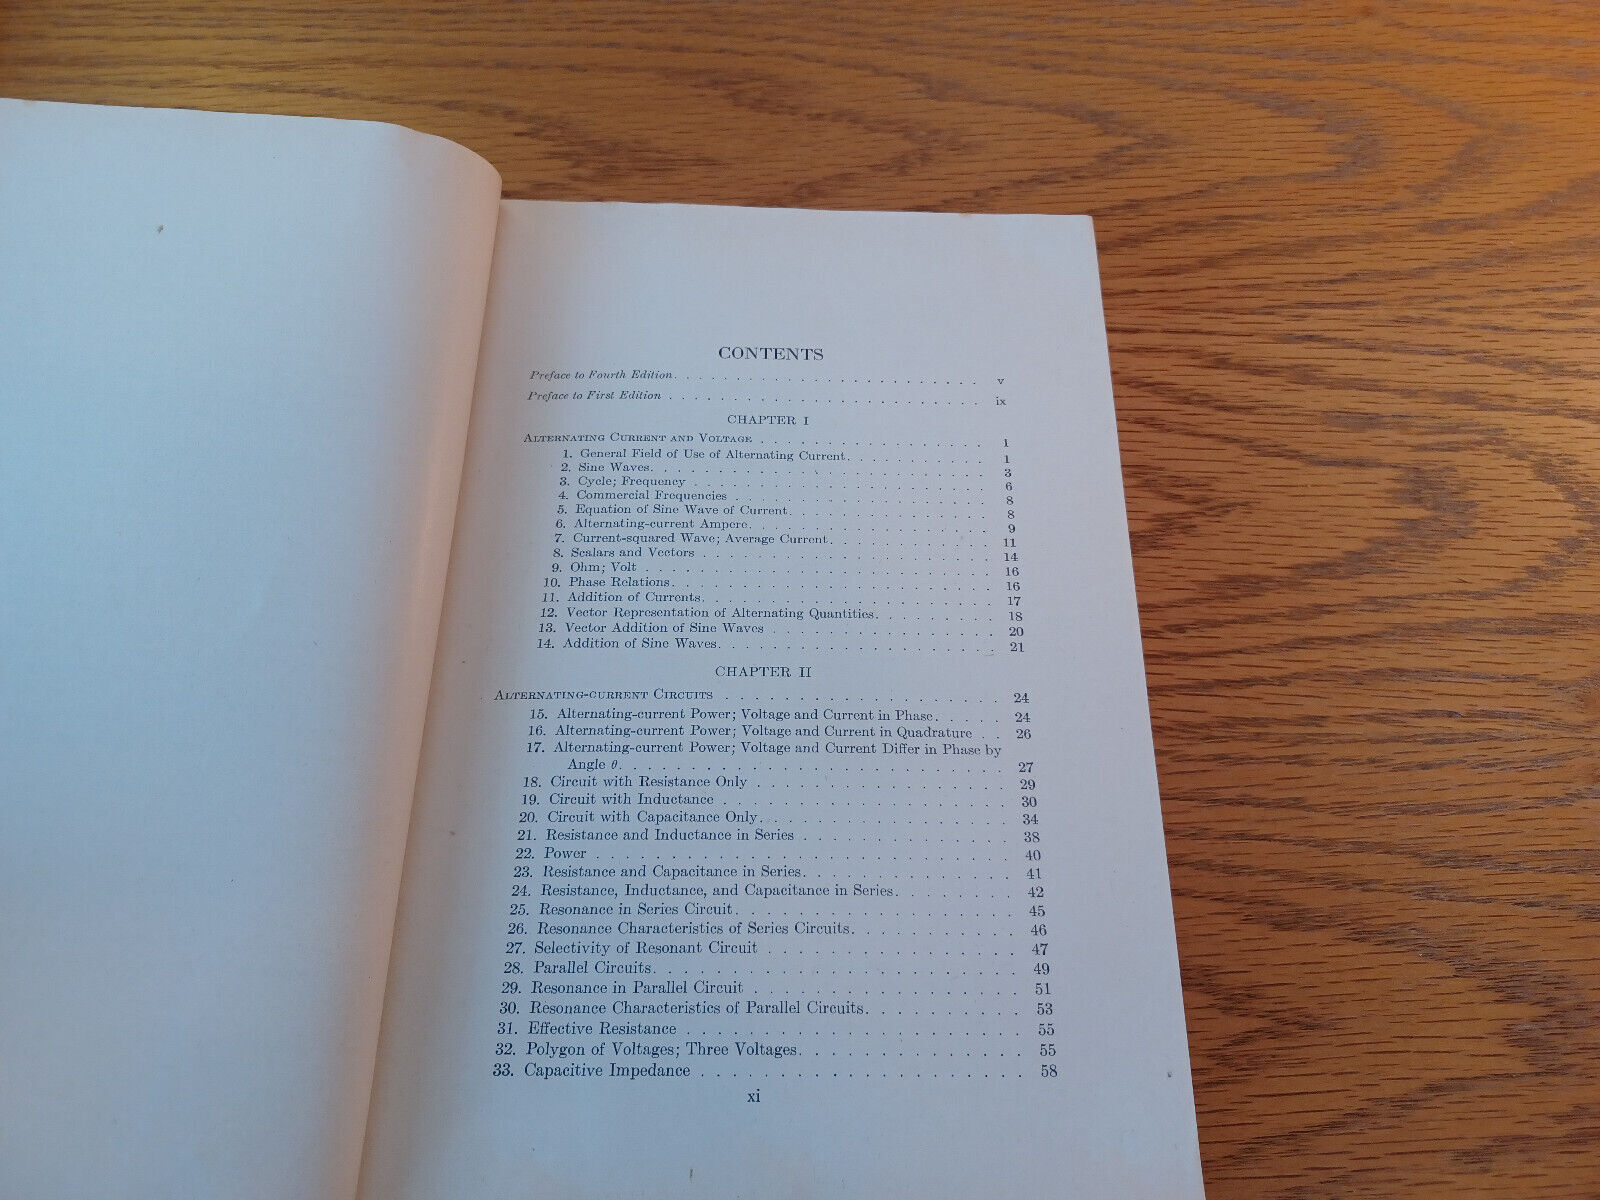 CONTENTS
Preface to Fourth Edition. . . . . . . . . . . . . . . . . . . . . . v
Preface to First Edition . . . . . . . . . . . . . . . . . . . . . . ix
CHAPTER I
ALTERNATING CURRENT AND VOLTAGE . . . . . . . . . . . . . . . . . . 1
1. General Field of Use of Alternating Current. . . . . . . . . . . 1
2. Sine Waves. . . . . . . . . . . . . . . . . . . . . . 3
3. Cycle; Frequency . . . . . . . . . . . . . . . . . . . . 6
4. Commercial Frequencies . . . . . . . . . . . . . . . . . . 8
5. Equation of Sine Wave of Current. . . . . . . . . . . . . . 8
6. Alternating-current Ampere. . . . . . . . . . . . . . . . . 9
7. Current-squared Wave; Average Current. . . . . . . . . . . . 11
8. Scalars and Vectors . . . . . . . . . . . . . . . . . . . 14
9. Ohm; Volt . . . . . . . . . . . . . . . . . . . . . . 16
10. Phase Relations. . . . . . . . . . . . . . . . . . . . . 16
11. Addition of Currents. . . . . . . . . . . . . . . . . . . 17
12. Vector Representation of Alternating Quantities. . . . . . . . . 18
13. Vector Addition of Sine Waves . . . . . . . . . . . . . . . 20
14. Addition of Sine Waves. . . . . . . . . . . . . . . . . . 21
CHAPTER II
ALTERNATING-CURRENT CIRCUITS . . . . . . . . . . . . . . . . . . 24
15. Alternating-current Power; Voltage and Current in Phase. . . . . 24
16. Alternating-current Power; Voltage and Current in Quadrature . . 26
17. Alternating-current Power; Voltage and Current Differ in Phase by
Angle θ. . . . . . . . . . . . . . . . . . . . . . . 27
18. Circuit with Resistance Only . . . . . . . . . . . . . . . . 29
19. Circuit with Inductance . . . . . . . . . . . . . . . . . . 30
20. Circuit with Capacitance Only. . . . . . . . . . . . . . . . 34
21. Resistance and Inductance in Series . . . . . . . . . . . . . 38
22. Power . . . . . . . . . . . . . . . . . . . . . . . . 40
23. Resistance and Capacitance in Series. . . . . . . . . . . . . 41
24. Resistance, Inductance, and Capacitance in Series. . . . . . . . 42
25. Resonance in Series Circuit. . . . . . . . . . . . . . . . . 45
26. Resonance Characteristics of Series Circuits. . . . . . . . . . 46
27. Selectivity of Resonant Circuit . . . . . . . . . . . . . . . 47
28. Parallel Circuits. . . . . . . . . . . . . . . . . . . . . 49
29. Resonance in Parallel Circuit . . . . . . . . . . . . . . . . 51
30. Resonance Characteristics of Parallel Circuits. . . . . . . . . 53
31. Effective Resistance . . . . . . . . . . . . . . . . . . . 55
32. Polygon of Voltages; Three Voltages. . . . . . . . . . . . . 55
33. Capacitive Impedance . . . . . . . . . . . . . . . . . . . 58
xi